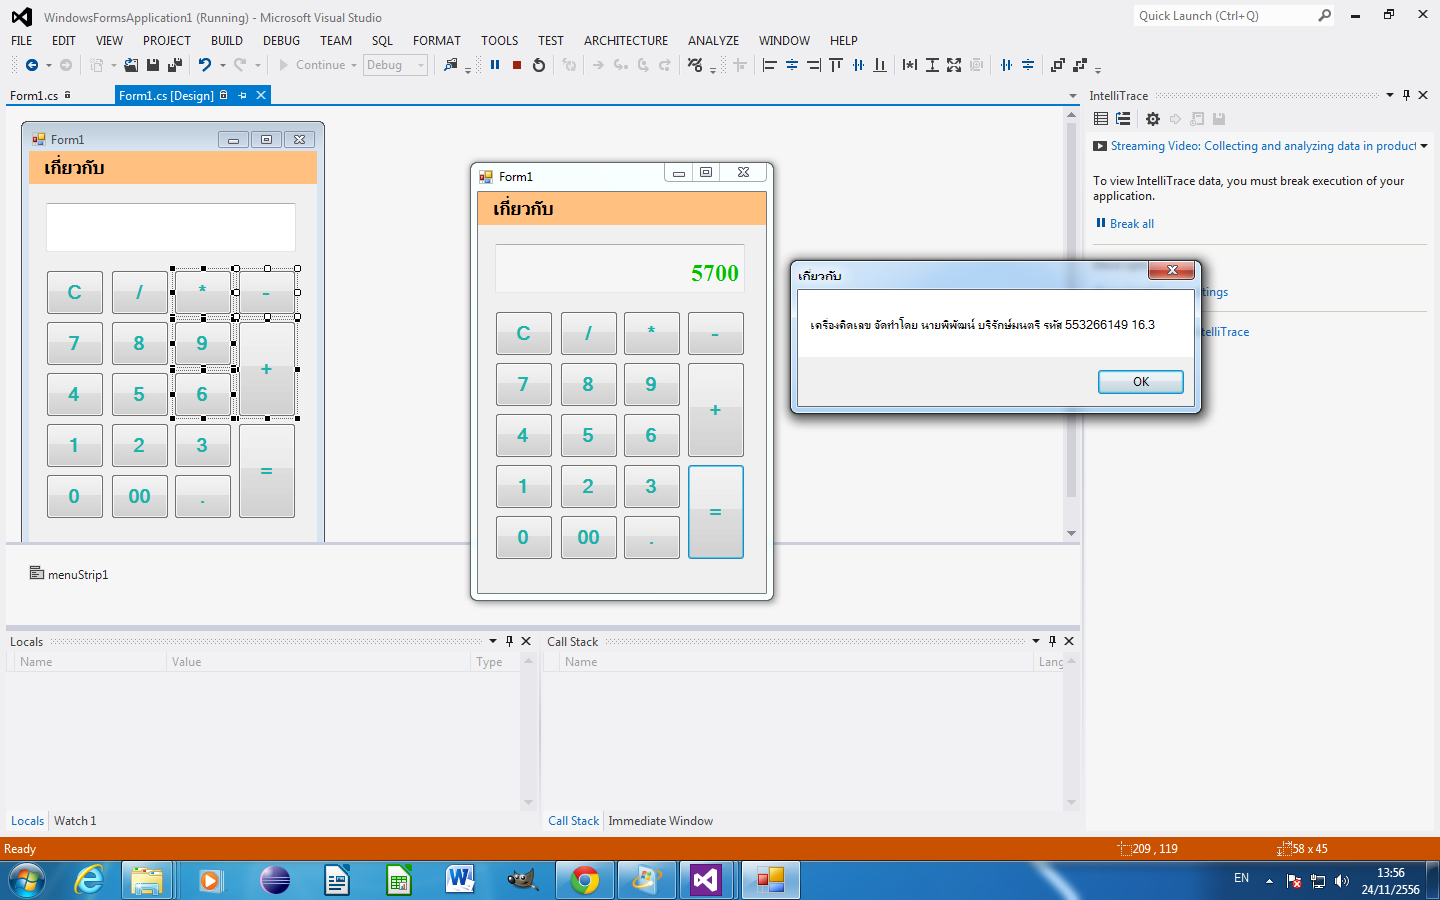 WindowsFormsApplication1 (Running) - Microsoft Visual Studio
Quick Launch (Ctrl+Q)
FILE EDIT VIEW PROJECT BUILD DEBUG TEAM SQL FORMAT TOOLS TEST ARCHITECTURE ANALYZE WINDOW HELP
Continue Debug
Form1.cs Form1.cs [Design]
Form1
เกี่ยวกับ
C / * -
7 8 9 +
4 5 6
1 2 3 =
0 00 .
Form1
เกี่ยวกับ
5700
C / * -
7 8 9 +
4 5 6
1 2 3 =
0 00 .
เกี่ยวกับ
เครื่องคิดเลข จัดทำโดย นายพิพัฒน์ บริรักษ์มนตรี รหัส 553266149 16.3
OK
IntelliTrace
Streaming Video: Collecting and analyzing data in product
To view IntelliTrace data, you must break execution of your
application.
Break all
tings
ntelliTrace
menuStrip1
Locals
Name Value Type
Locals Watch 1
Call Stack
Name Lang
Call Stack Immediate Window
Ready 209 , 119 58 x 45
EN 13:56
24/11/2556